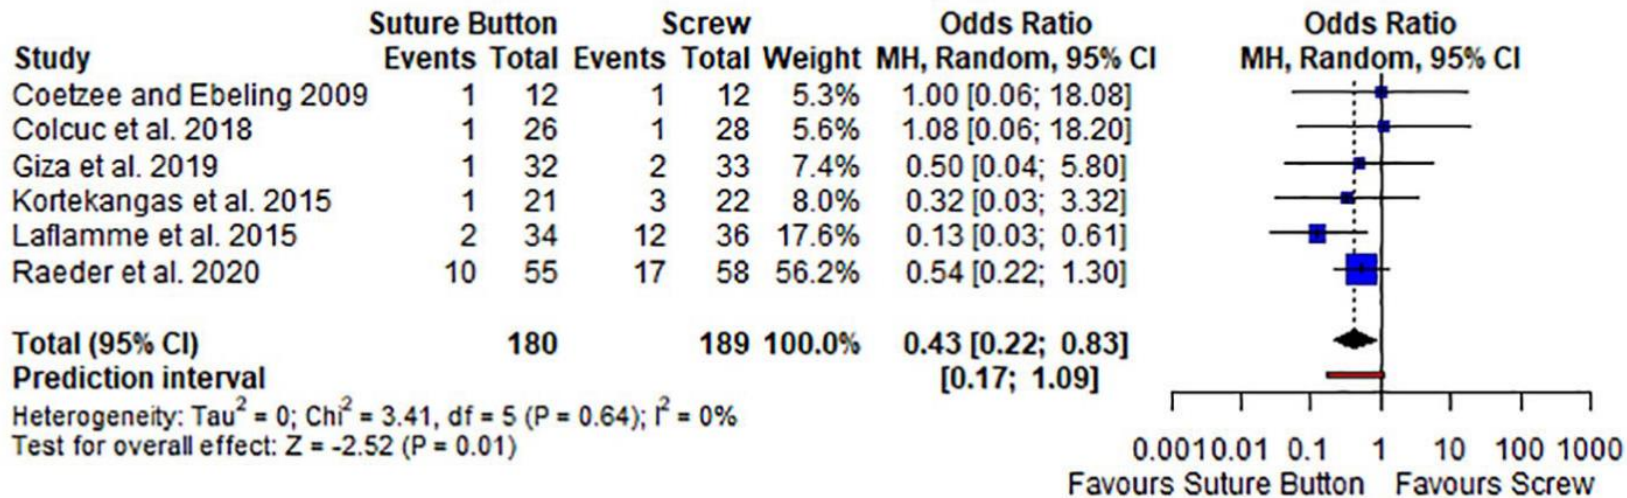 Suture Button Screw Odds Ratio Odds Ratio
Study Events Total Events Total Weight MH, Random, 95% CI MH, Random, 95% CI
Coetzee and Ebeling 2009 1 12 1 12 5.3% 1.00 [0.06; 18.08]
Colcuc et al. 2018 1 26 1 28 5.6% 1.08 [0.06; 18.20]
Giza et al. 2019 1 32 2 33 7.4% 0.50 [0.04; 5.80]
Kortekangas et al. 2015 1 21 3 22 8.0% 0.32 [0.03; 3.32]
Laflamme et al. 2015 2 34 12 36 17.6% 0.13 [0.03; 0.61]
Raeder et al. 2020 10 55 17 58 56.2% 0.54 [0.22; 1.30]
Total (95% CI) 180 189 100.0% 0.43 [0.22; 0.83]
Prediction interval [0.17; 1.09]
Heterogeneity: Tau² = 0; Chi² = 3.41, df = 5 (P = 0.64); I² = 0%
Test for overall effect: Z = -2.52 (P = 0.01)
0.001 0.01 0.1 1 10 100 1000
Favours Suture Button Favours Screw